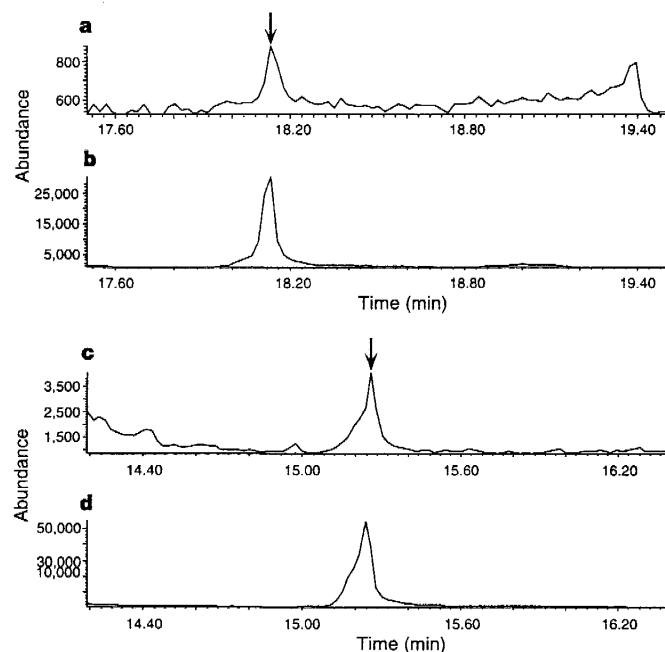 a
800
600
17.60 18.20 18.80 19.40
b
Abundance
25,000
15,000
5,000
17.60 18.20 18.80 19.40
Time (min)
c
3,500
2,500
1,500
14.40 15.00 15.60 16.20
d
Abundance
50,000
30,000
10,000
14.40 15.00 15.60 16.20
Time (min)